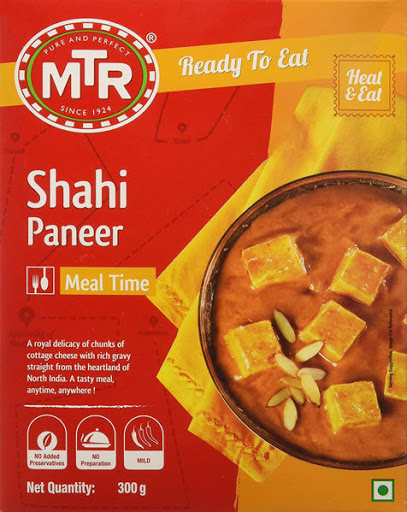 PURE AND PERFECT
MTR
®
SINCE 1924
Ready To Eat
Heat
& Eat
Shahi
Paneer
Meal Time
A royal delicacy of chunks of
cottage cheese with rich gravy
straight from the heartland of
North India. A tasty meal,
anytime, anywhere !
NO Added
Preservatives
NO
Preparation
MILD
Net Quantity: 300 g